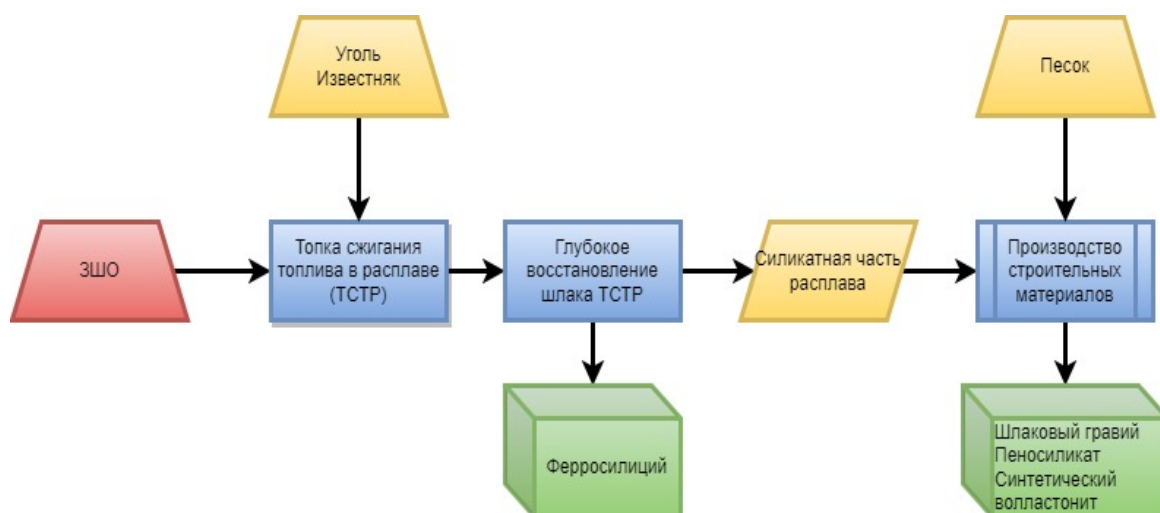 Уголь
Известняк
Песок
ЗШО
Топка сжигания
топлива в расплаве
(ТСТР)
Глубокое
восстановление
шлака ТСТР
Силикатная часть
расплава
Производство
строительных
материалов
Ферросилиций
Шлаковый гравий
Пеносиликат
Синтетический
волластонит